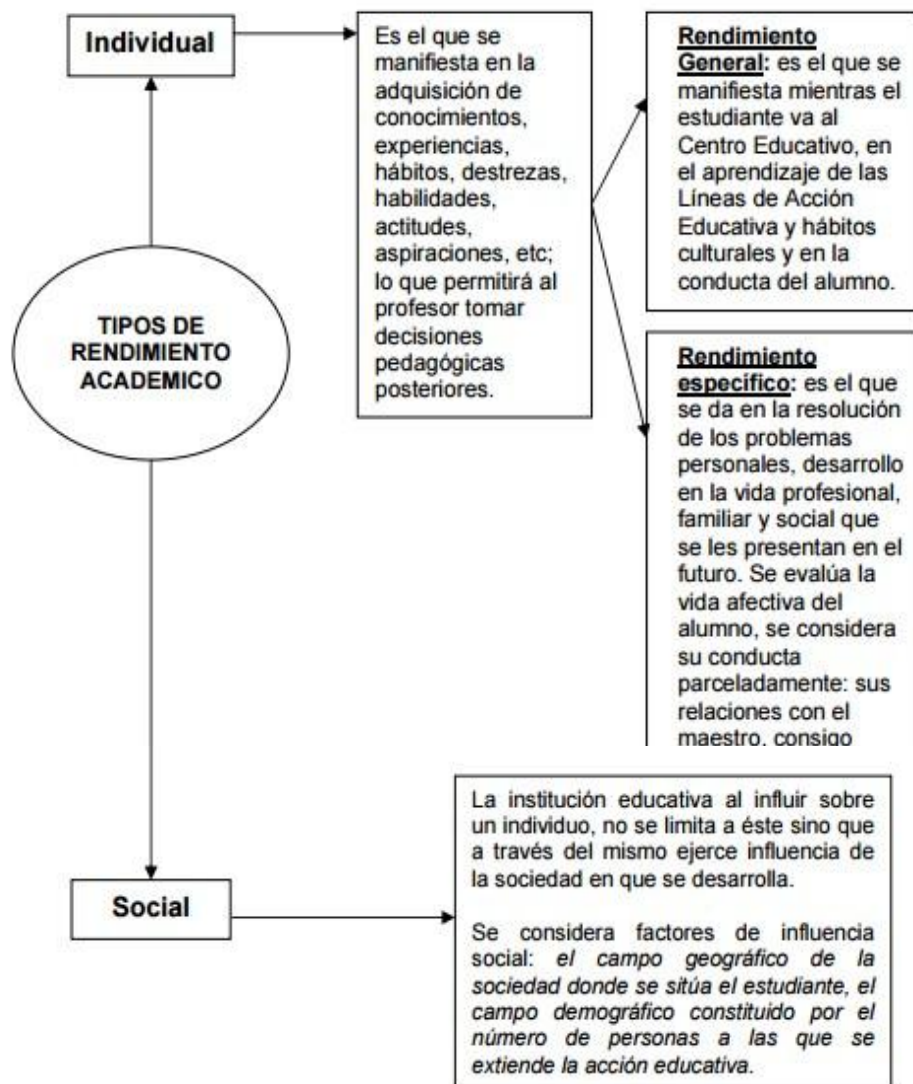 Individual
Es el que se
manifiesta en la
adquisición de
conocimientos,
experiencias,
hábitos, destrezas,
habilidades,
actitudes,
aspiraciones, etc;
lo que permitirá al
profesor tomar
decisiones
pedagógicas
posteriores.
Rendimiento
General: es el que se
manifiesta mientras el
estudiante va al
Centro Educativo, en
el aprendizaje de las
Líneas de Acción
Educativa y hábitos
culturales y en la
conducta del alumno.
TIPOS DE
RENDIMIENTO
ACADEMICO
Rendimiento
específico: es el que
se da en la resolución
de los problemas
personales, desarrollo
en la vida profesional,
familiar y social que
se les presentan en el
futuro. Se evalúa la
vida afectiva del
alumno, se considera
su conducta
parceladamente: sus
relaciones con el
maestro, consigo
Social
La institución educativa al influir sobre
un individuo, no se limita a éste sino que
a través del mismo ejerce influencia de
la sociedad en que se desarrolla.
Se considera factores de influencia
social: el campo geográfico de la
sociedad donde se sitúa el estudiante, el
campo demográfico constituido por el
número de personas a las que se
extiende la acción educativa.